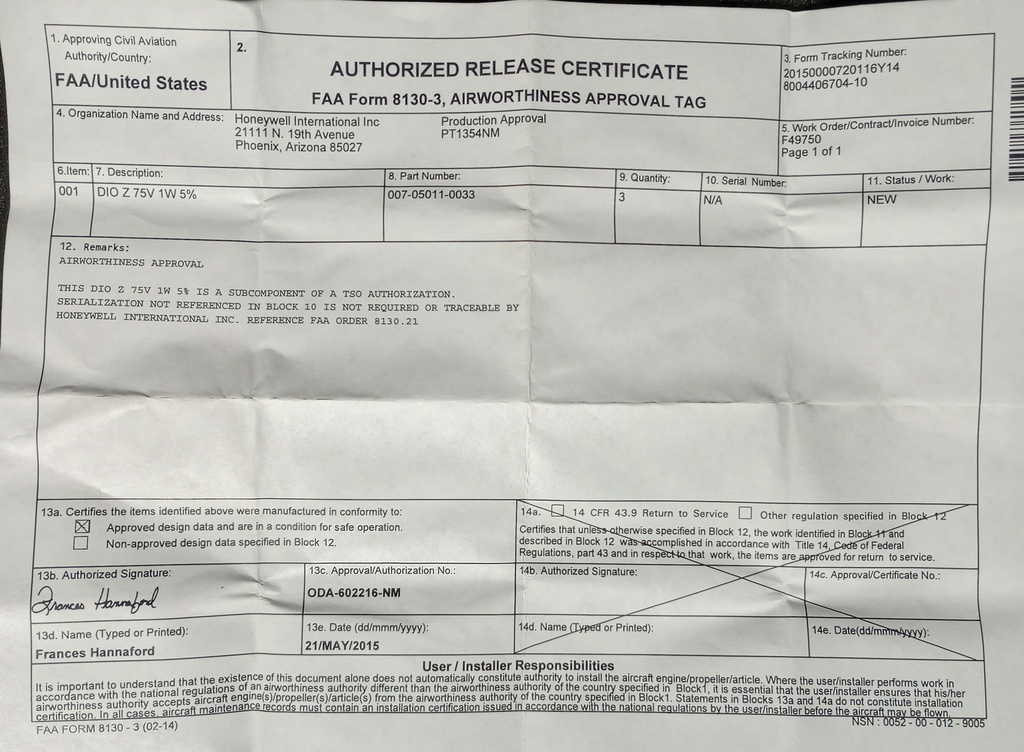 1. Approving Civil Aviation
Authority/Country:
FAA/United States
2.
AUTHORIZED RELEASE CERTIFICATE
FAA Form 8130-3, AIRWORTHINESS APPROVAL TAG
3. Form Tracking Number:
20150000720116Y14
8004406704-10
4. Organization Name and Address:
Honeywell International Inc
21111 N. 19th Avenue
Phoenix, Arizona 85027
Production Approval
PT1354NM
5. Work Order/Contract/Invoice Number:
F49750
Page 1 of 1
6.Item: 7. Description: 8. Part Number: 9. Quantity: 10. Serial Number: 11. Status / Work:
001 DIO Z 75V 1W 5% 007-05011-0033 3 N/A NEW
12. Remarks:
AIRWORTHINESS APPROVAL
THIS DIO Z 75V 1W 5% IS A SUBCOMPONENT OF A TSO AUTHORIZATION.
SERIALIZATION NOT REFERENCED IN BLOCK 10 IS NOT REQUIRED OR TRACEABLE BY
HONEYWELL INTERNATIONAL INC. REFERENCE FAA ORDER 8130.21
13a. Certifies the items identified above were manufactured in conformity to:
Approved design data and are in a condition for safe operation.
Non-approved design data specified in Block 12.
14a. 14 CFR 43.9 Return to Service Other regulation specified in Block 12
Certifies that unless otherwise specified in Block 12, the work identified in Block 11 and
described in Block 12 was accomplished in accordance with Title 14, Code of Federal
Regulations, part 43 and in respect to that work, the items are approved for return to service.
13b. Authorized Signature:
Frances Hannaford
13c. Approval/Authorization No.:
ODA-602216-NM
14b. Authorized Signature:
14c. Approval/Certificate No.:
13d. Name (Typed or Printed):
Frances Hannaford
13e. Date (dd/mmm/yyyy):
21/MAY/2015
14d. Name (Typed or Printed):
14e. Date(dd/mmm/yyyy):
User / Installer Responsibilities
It is important to understand that the existence of this document alone does not automatically constitute authority to install the aircraft engine/propeller/article. Where the user/installer performs work in
accordance with the national regulations of an airworthiness authority different than the airworthiness authority of the country specified in Block1, it is essential that the user/installer ensures that his/her
airworthiness authority accepts aircraft engine(s)/propeller(s)/article(s) from the airworthiness authority of the country specified in Block1. Statements in Blocks 13a and 14a do not constitute installation
certification. In all cases, aircraft maintenance records must contain an installation certification issued in accordance with the national regulations by the user/installer before the aircraft may be flown.
FAA FORM 8130 - 3 (02-14)
NSN : 0052 - 00 - 012 - 9005